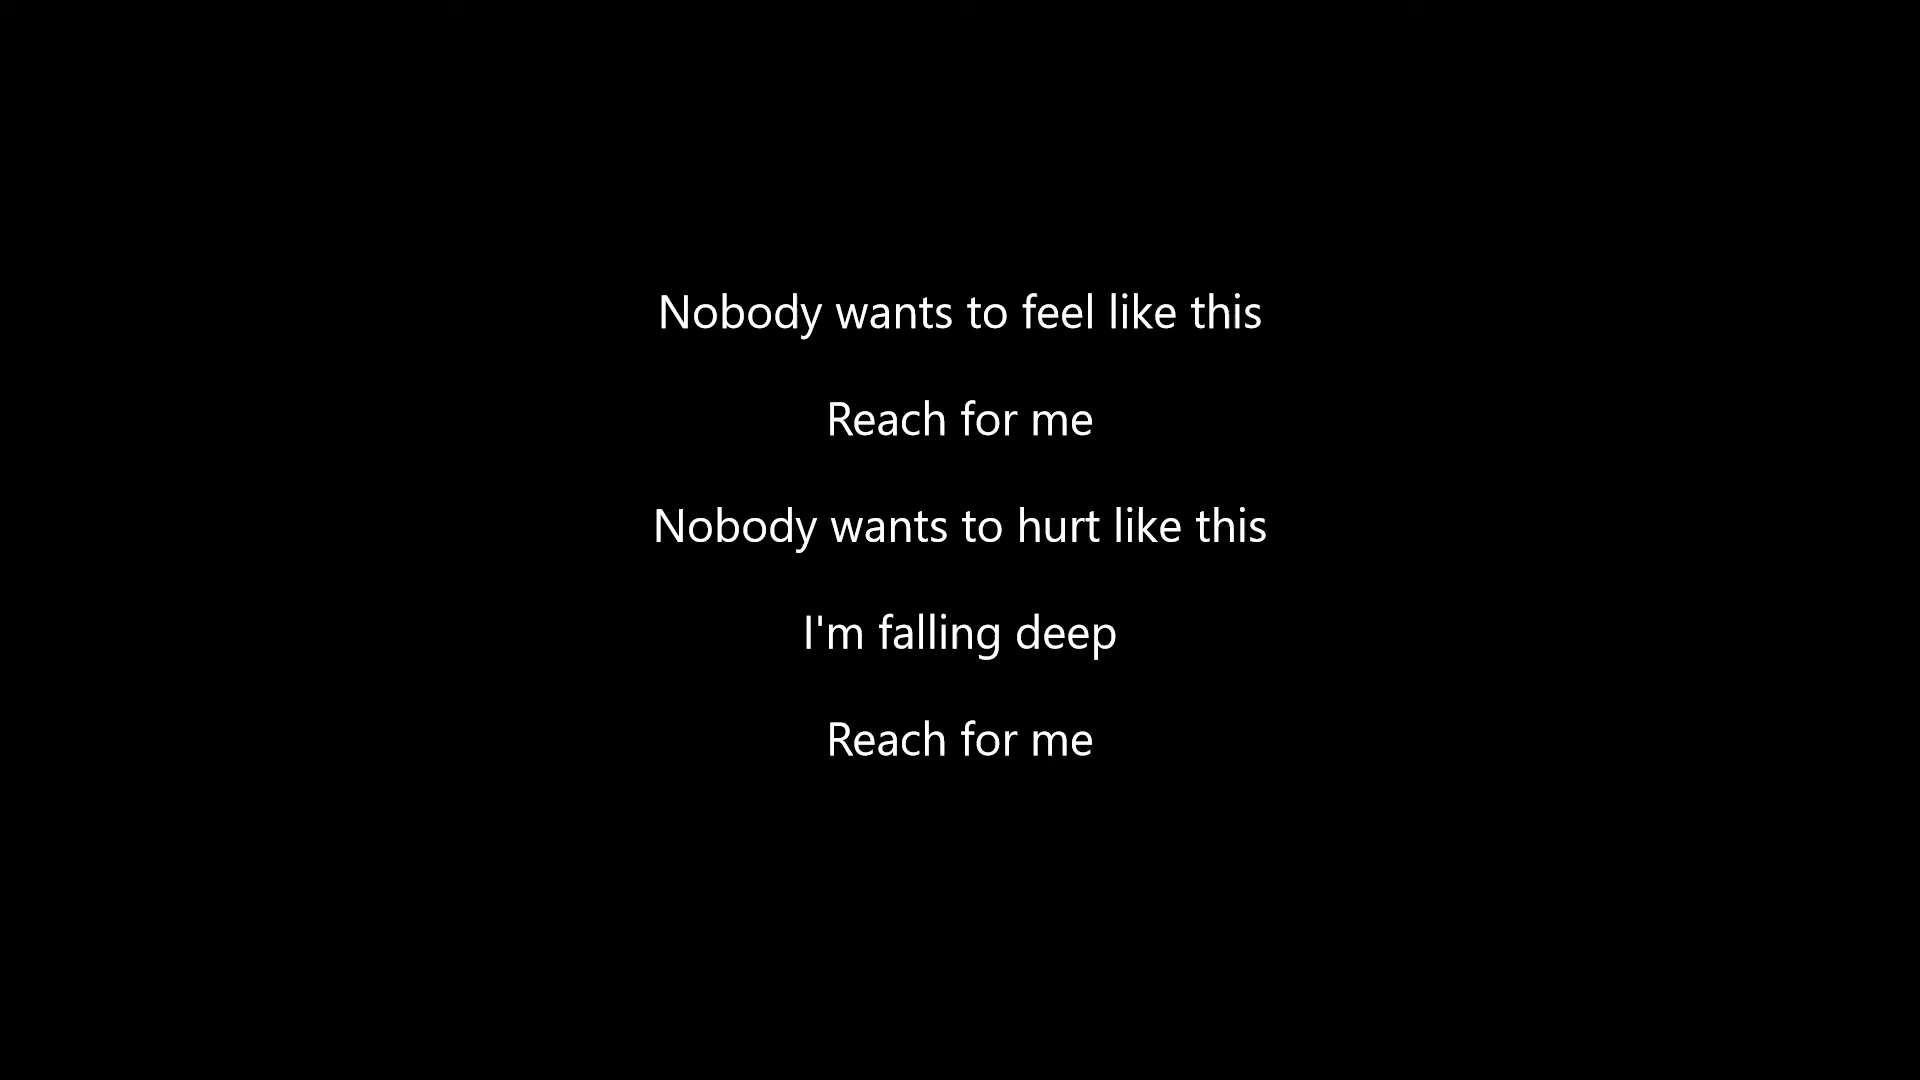 Nobody wants to feel like this
Reach for me
Nobody wants to hurt like this
I'm falling deep
Reach for me